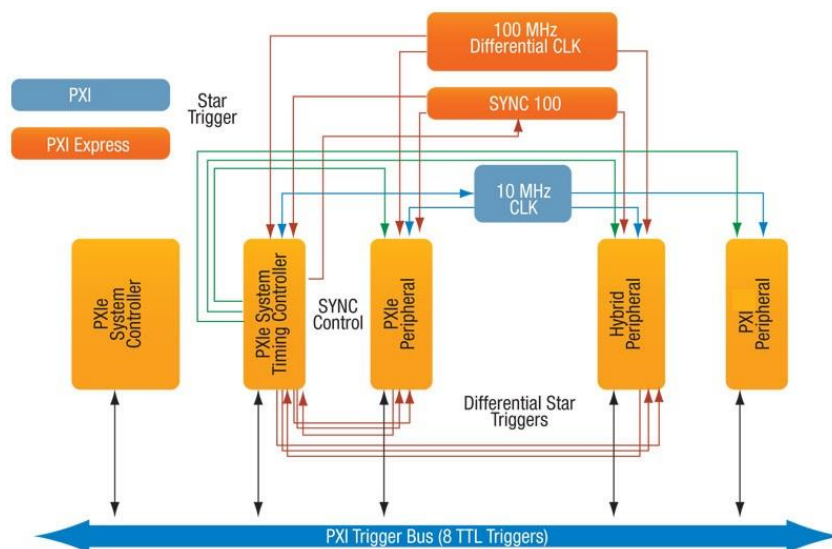 100 MHz
Differential CLK
PXI
Star
Trigger
SYNC 100
PXI Express
10 MHz
CLK
PXIe
System
Controller
PXIe System
Timing Controller
SYNC
Control
PXIe
Peripheral
Hybrid
Peripheral
PXI
Peripheral
Differential Star
Triggers
PXI Trigger Bus (8 TTL Triggers)